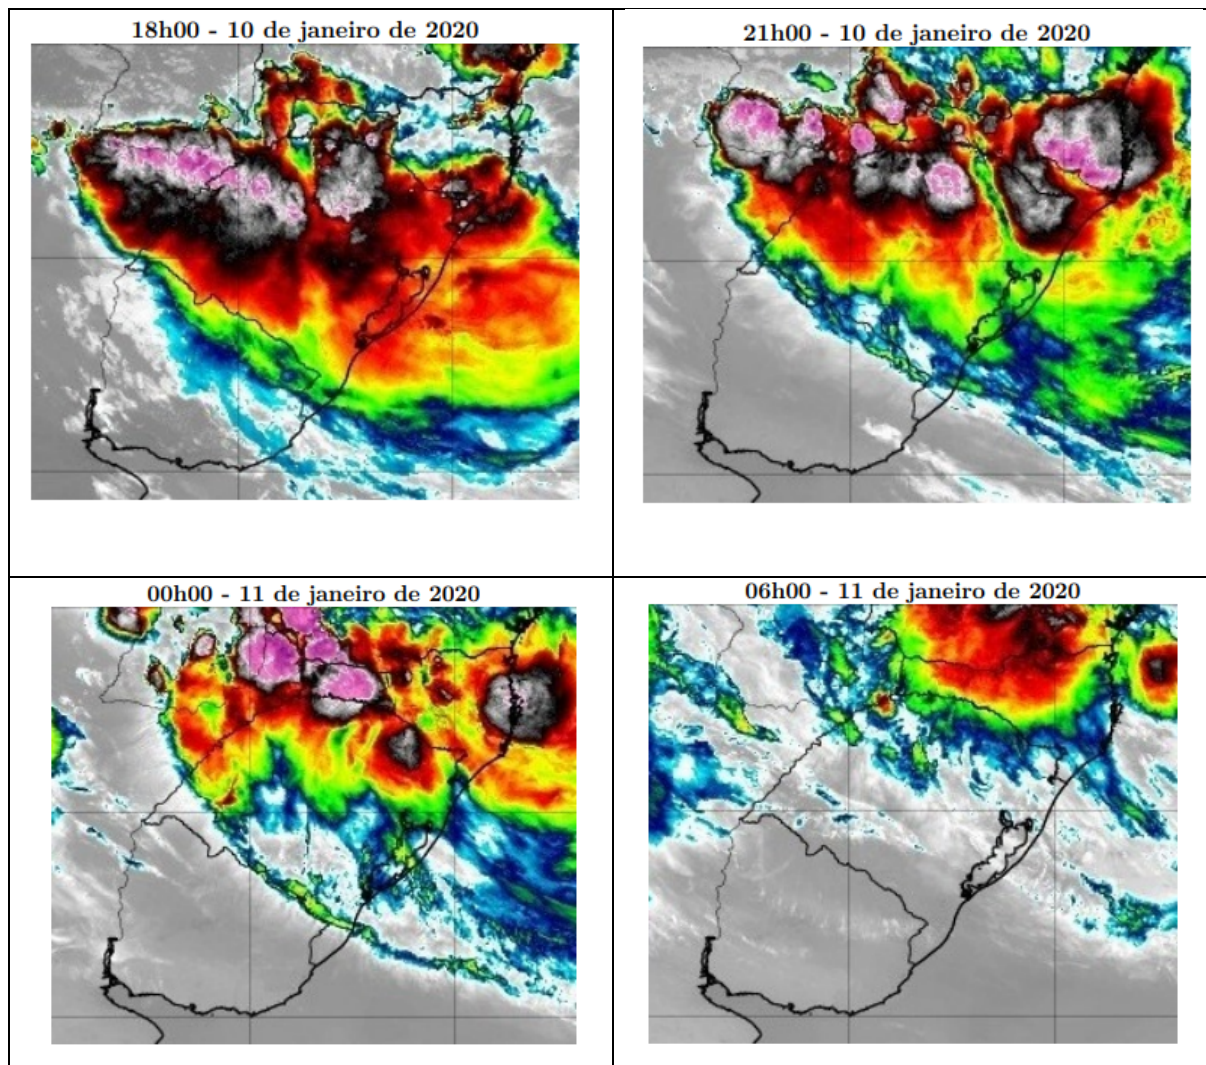 18h00 - 10 de janeiro de 2020
21h00 - 10 de janeiro de 2020
00h00 - 11 de janeiro de 2020
06h00 - 11 de janeiro de 2020